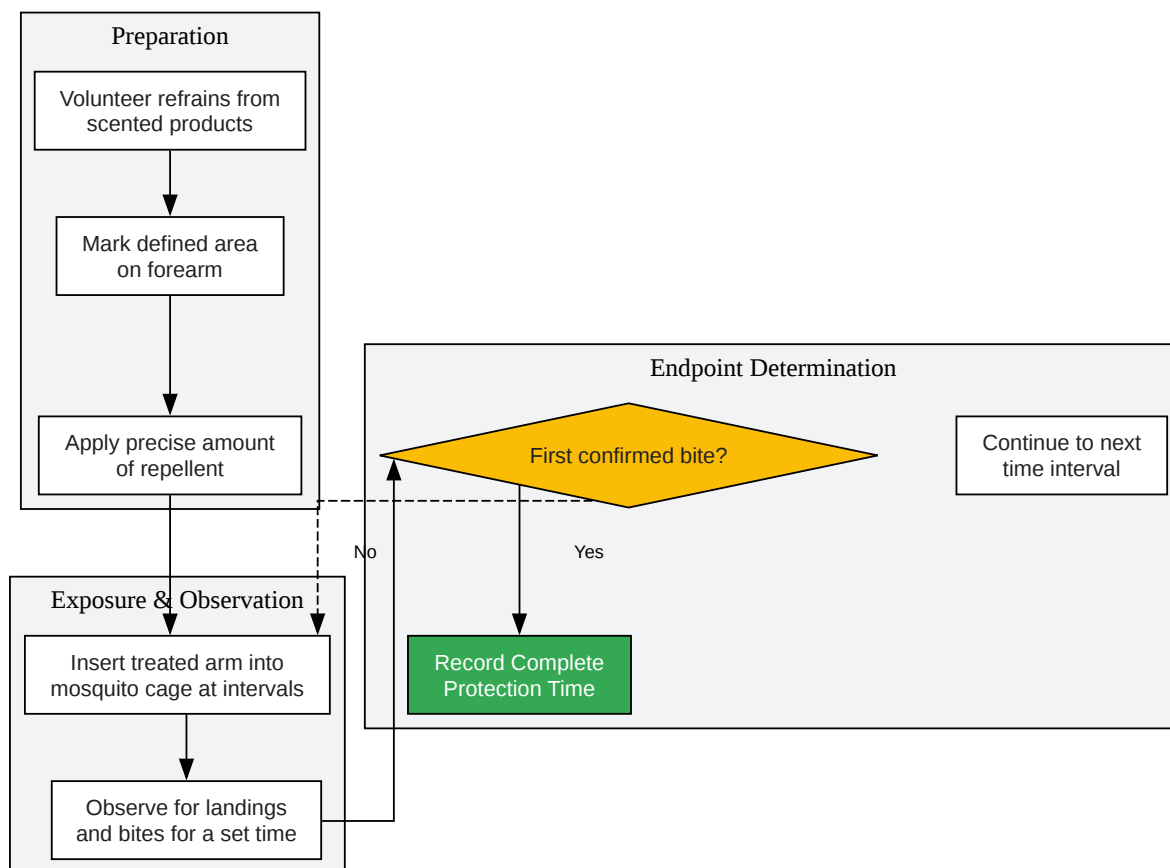 Preparation
Volunteer refrains from
scented products
Mark defined area
on forearm
Apply precise amount
of repellent
Endpoint Determination
First confirmed bite?
Continue to next
time interval
No
Yes
Exposure & Observation
Insert treated arm into
mosquito cage at intervals
Record Complete
Protection Time
Observe for landings
and bites for a set time